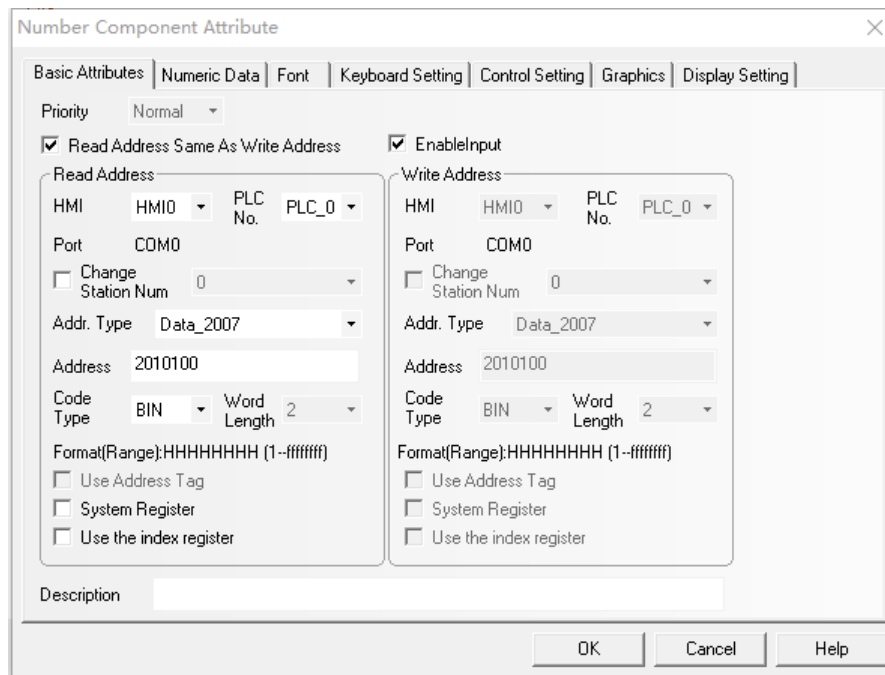 Number Component Attribute
Basic Attributes Numeric Data Font Keyboard Setting Control Setting Graphics Display Setting
Priority Normal
Read Address Same As Write Address EnableInput
Read Address
HMI HMI0 PLC No. PLC_0
Port COM0
Change Station Num 0
Addr. Type Data_2007
Address 2010100
Code Type BIN Word Length 2
Format(Range):HHHHHHHH (1--ffffffff)
Use Address Tag
System Register
Use the index register
Write Address
HMI HMI0 PLC No. PLC_0
Port COM0
Change Station Num 0
Addr. Type Data_2007
Address 2010100
Code Type BIN Word Length 2
Format(Range):HHHHHHHH (1--ffffffff)
Use Address Tag
System Register
Use the index register
Description
OK Cancel Help